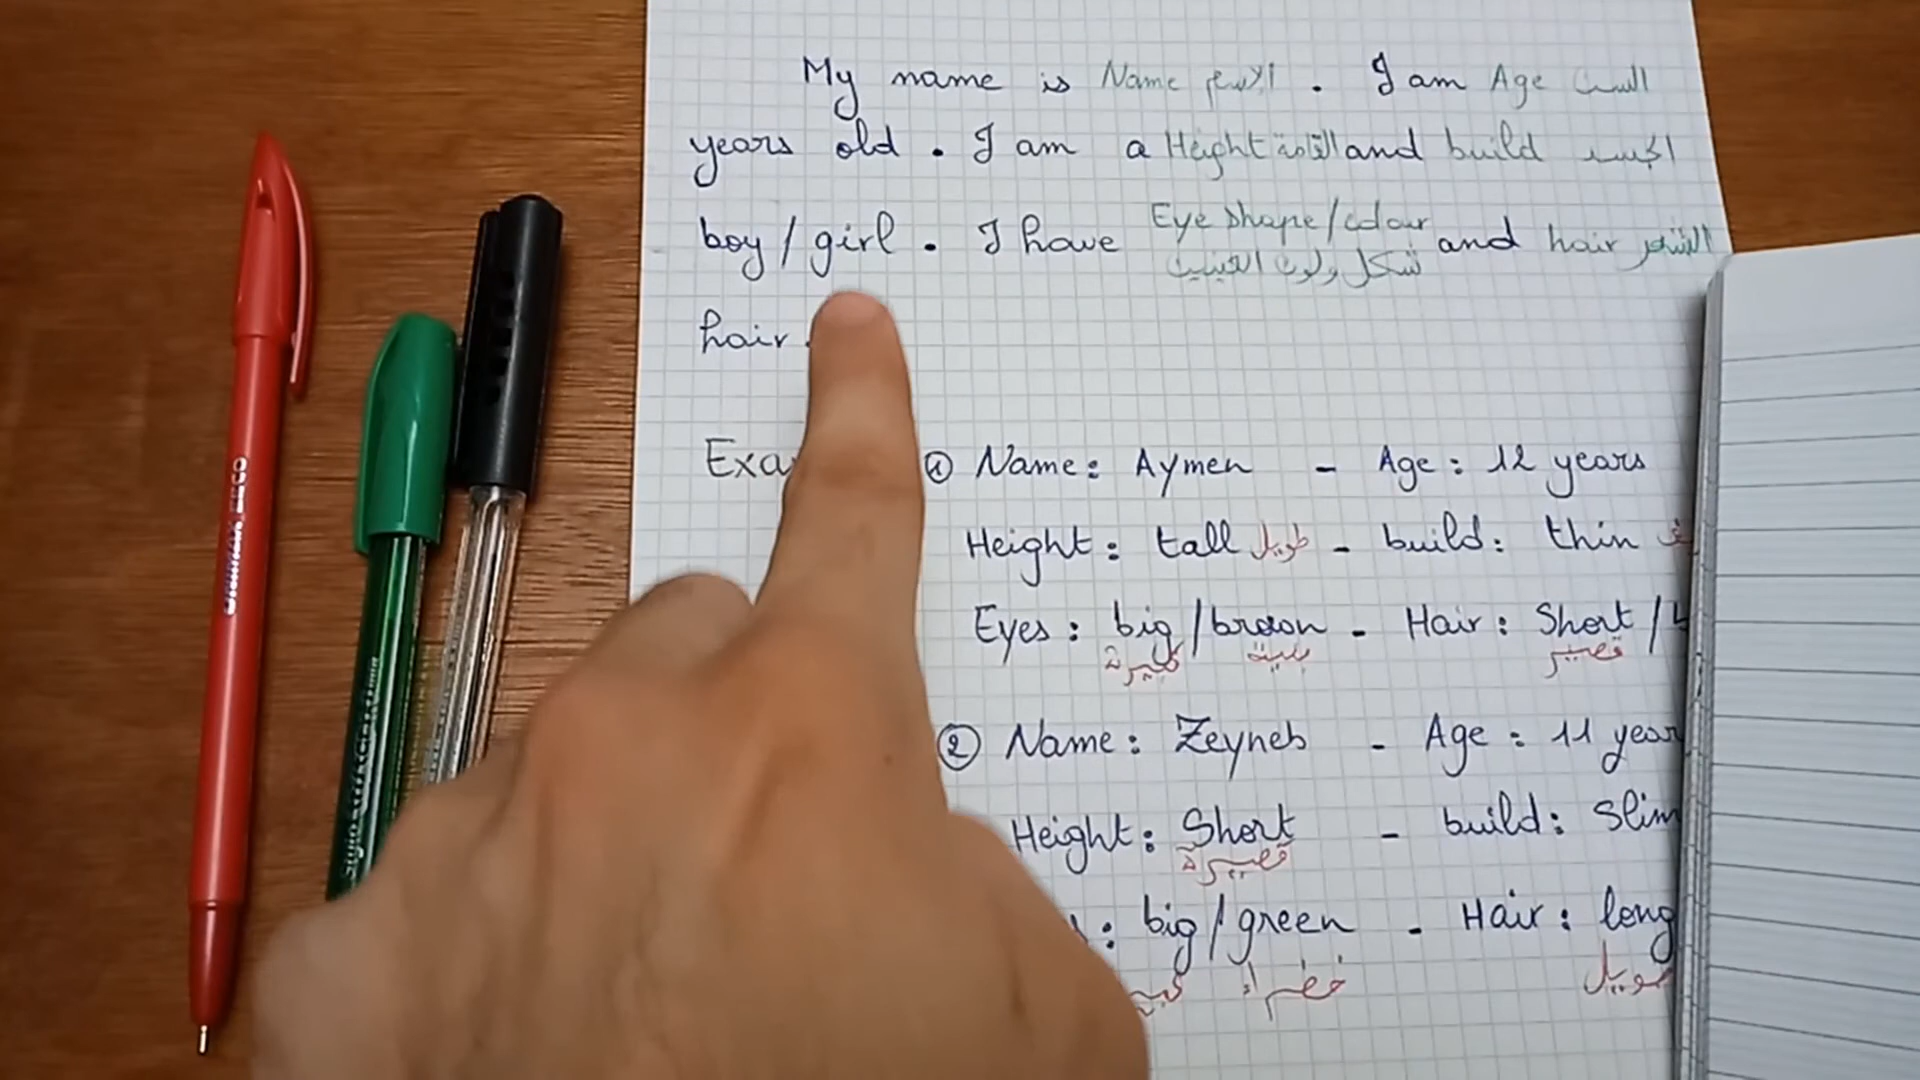 My name is Name الاسم . I am Age السن
years old . I am a Height القامة and build الجسد
boy / girl . I have Eye shape / colour and hair الشعر
شكل ولون العينين
hair .
① Name : Aymen - Age : 12 years
Height : tall طويل - build : thin
Eyes : big / brown - Hair : Short /
كبيرة بنية قصير
② Name : Zeyneb - Age : 11 year
Height : Short - build : Slim
قصيرة
: big / green - Hair : long
خضراء طويل